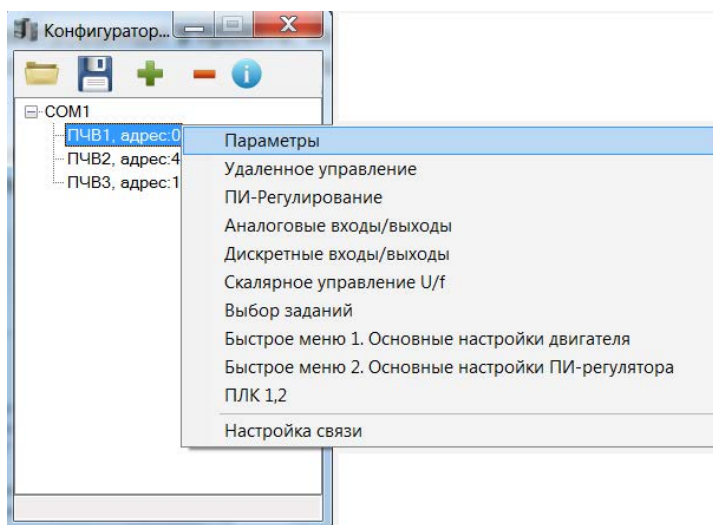 Конфигуратор...
COM1
ПЧВ1, адрес:0
ПЧВ2, адрес:4
ПЧВ3, адрес:1
Параметры
Удаленное управление
ПИ-Регулирование
Аналоговые входы/выходы
Дискретные входы/выходы
Скалярное управление U/f
Выбор заданий
Быстрое меню 1. Основные настройки двигателя
Быстрое меню 2. Основные настройки ПИ-регулятора
ПЛК 1,2
Настройка связи